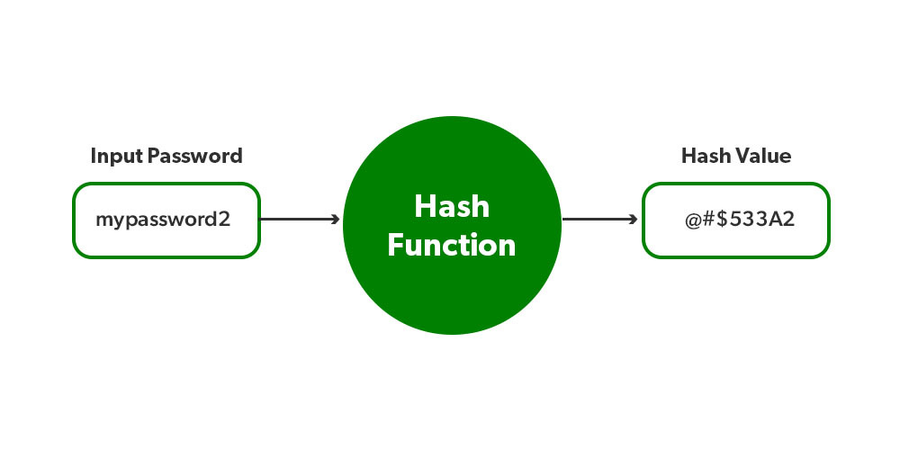 Input Password
mypassword2
Hash
Function
Hash Value
@#$533A2